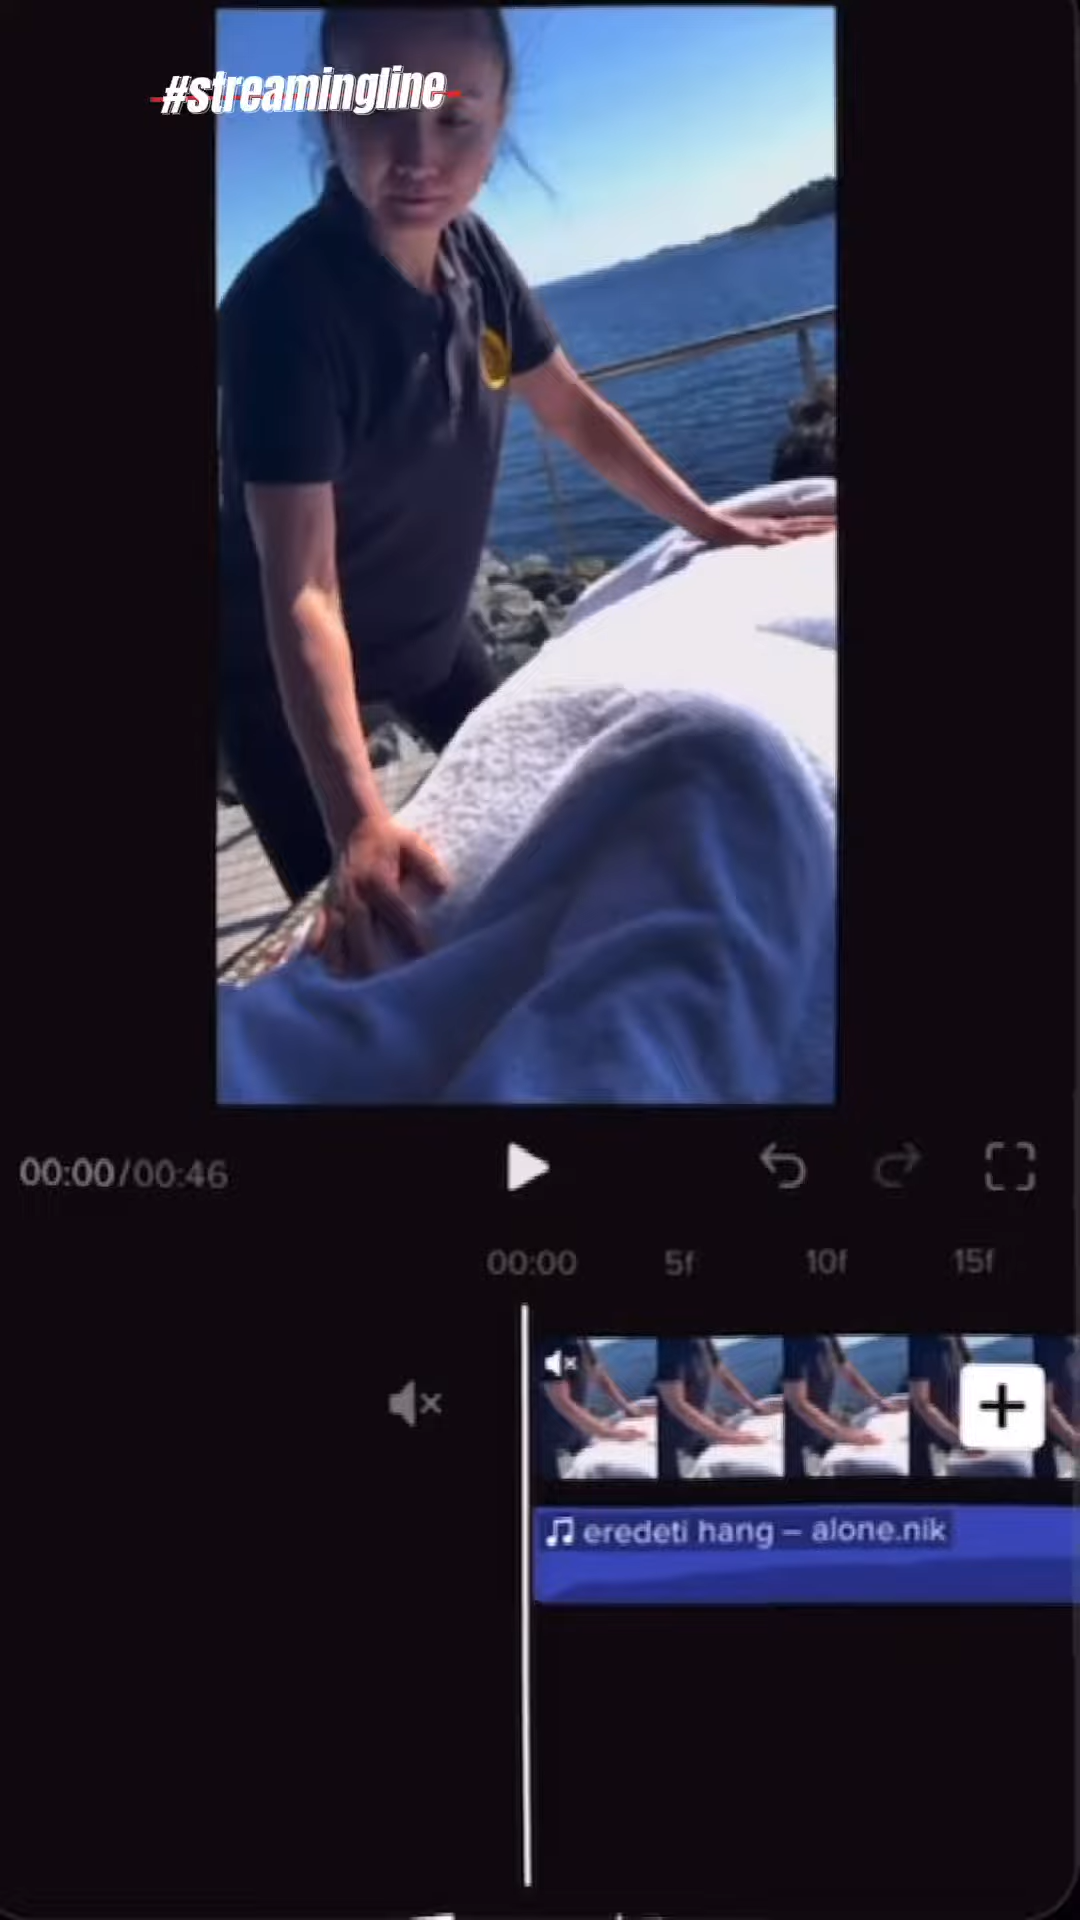 #streamingline
00:00/00:46
00:00 5f 10f 15f
eredeti hang – alone.nik